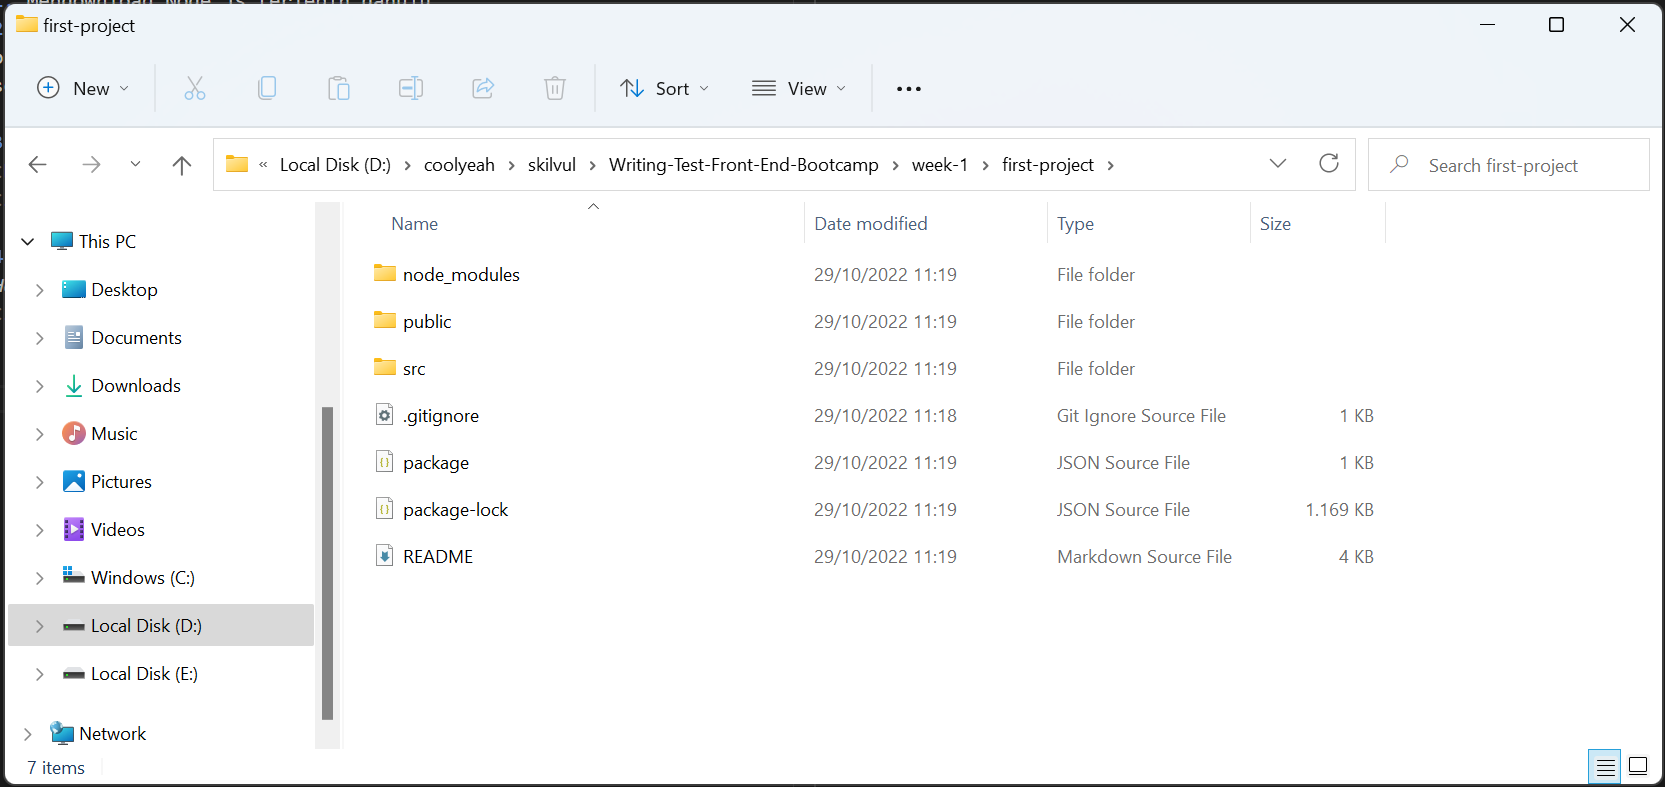 first-project
New
Sort
View
« Local Disk (D:) > coolyeah > skilvul > Writing-Test-Front-End-Bootcamp > week-1 > first-project >
Search first-project
This PC
Desktop
Documents
Downloads
Music
Pictures
Videos
Windows (C:)
Local Disk (D:)
Local Disk (E:)
Network
Name Date modified Type Size
node_modules 29/10/2022 11:19 File folder
public 29/10/2022 11:19 File folder
src 29/10/2022 11:19 File folder
.gitignore 29/10/2022 11:18 Git Ignore Source File 1 KB
package 29/10/2022 11:19 JSON Source File 1 KB
package-lock 29/10/2022 11:19 JSON Source File 1.169 KB
README 29/10/2022 11:19 Markdown Source File 4 KB
7 items